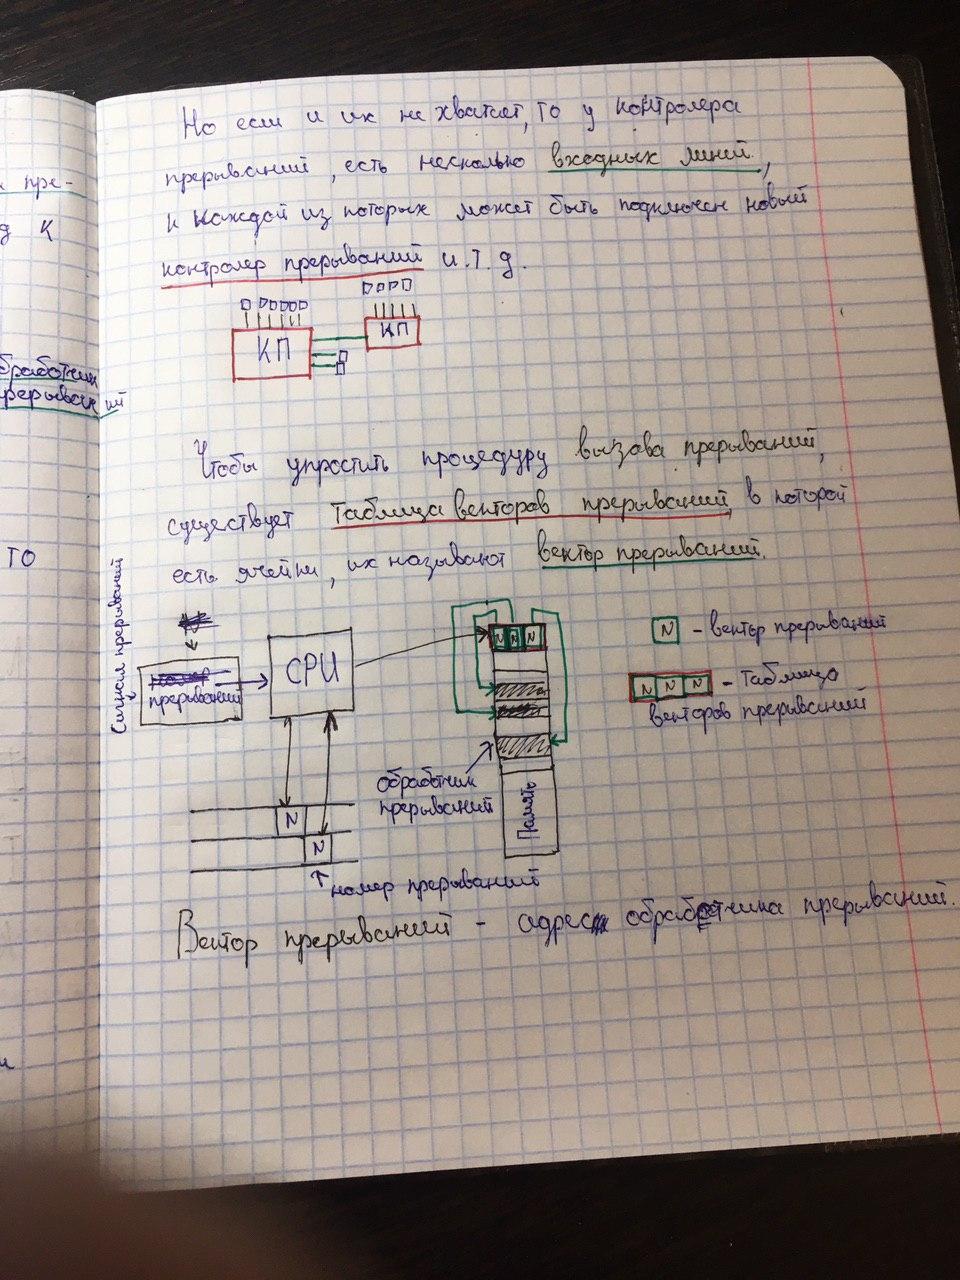 Но если и их не хватает, то у контролера
прерываний, есть несколько входных линий,
к каждой из которых может быть подключен новый
контролер прерываний и.т.д.
КП
КП
Чтобы упростить процедуру вызова прерываний,
существует таблица векторов прерываний, в которой
есть ячейки, их называют вектор прерываний.
Сигнал прерываний
прерываний
CPU
N N N
N - вектор прерываний
N N N - Таблица
векторов прерываний
обработчик
прерываний
Память
N
N
номер прерываний
Вектор прерываний - адрес обработчика прерываний.
пре-
д К
обработчик
прерываний
то